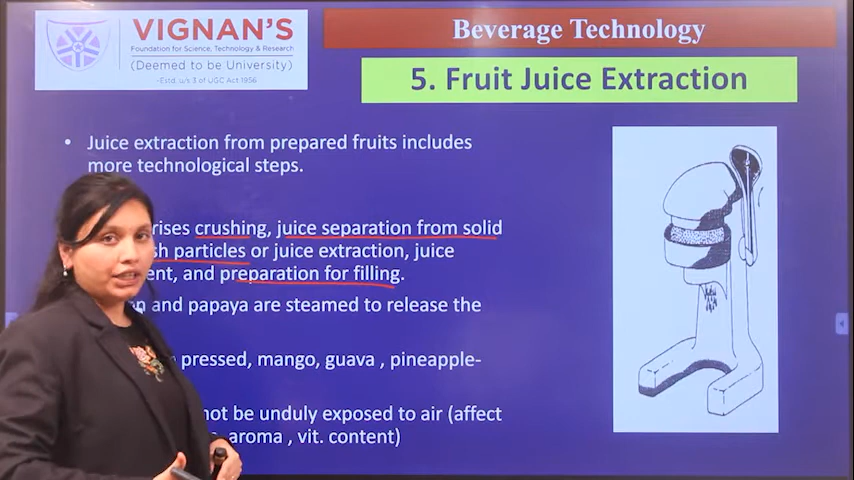 VIGNAN'S
Foundation for Science, Technology & Research
(Deemed to be University)
-Estd. u/s 3 of UGC Act 1956
Beverage Technology
5. Fruit Juice Extraction
• Juice extraction from prepared fruits includes
more technological steps.
rises crushing, juice separation from solid
sh particles or juice extraction, juice
ent, and preparation for filling.
n and papaya are steamed to release the
pressed, mango, guava , pineapple-
not be unduly exposed to air (affect
, aroma , vit. content)